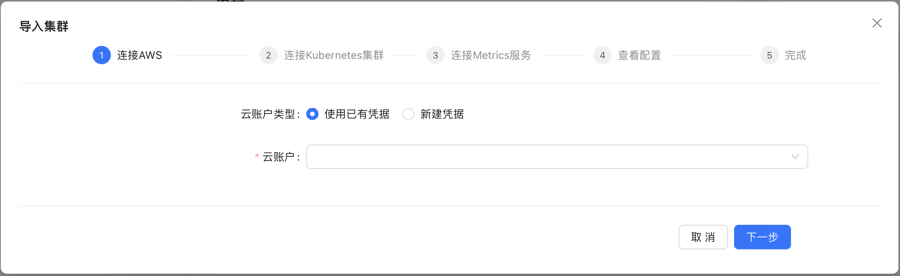 导入集群
1 连接AWS 2 连接Kubernetes集群 3 连接Metrics服务 4 查看配置 5 完成
云账户类型: 使用已有凭据 新建凭据
* 云账户:
取 消 下一步